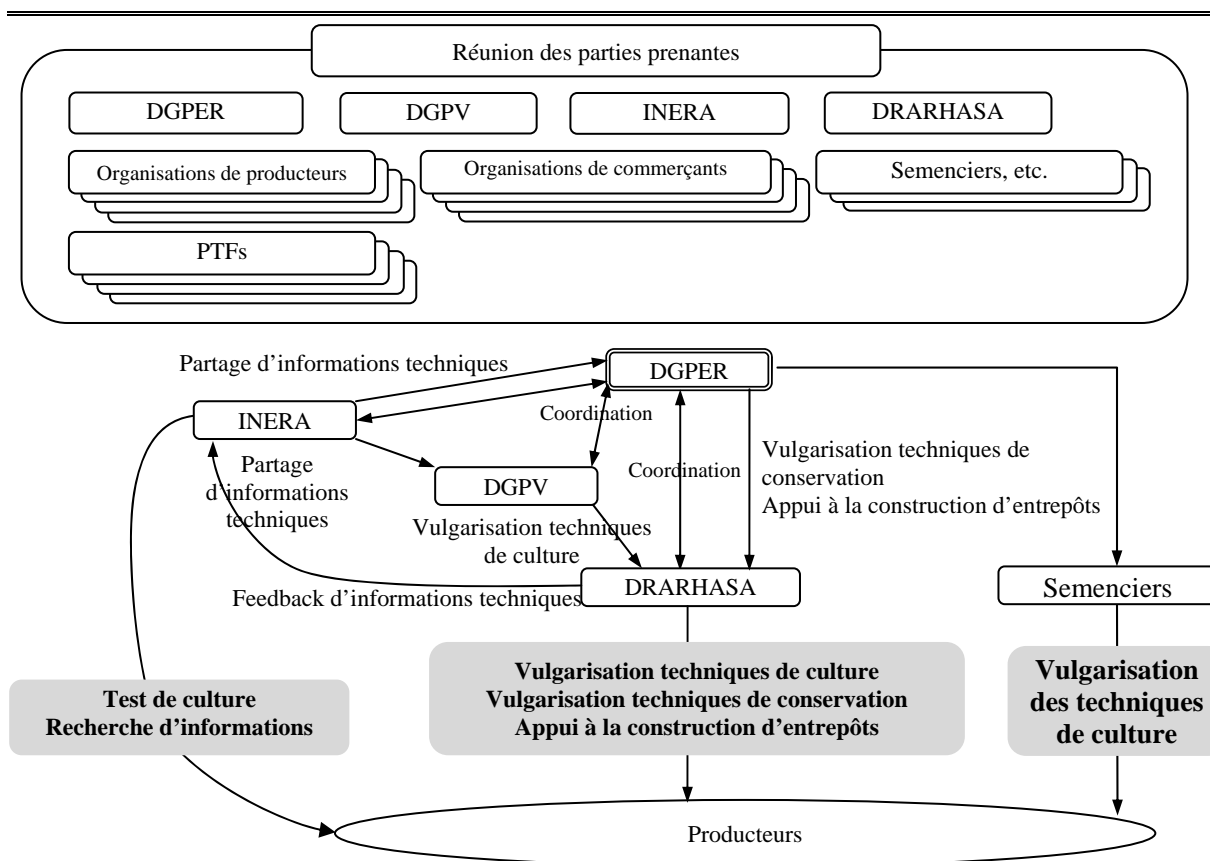 Réunion des parties prenantes
DGPER
DGPV
INERA
DRARHASA
Organisations de producteurs
Organisations de commerçants
Semenciers, etc.
PTFs
Partage d’informations techniques
DGPER
INERA
Coordination
Partage
d’informations
techniques
DGPV
Coordination
Vulgarisation techniques de
conservation
Appui à la construction d’entrepôts
Vulgarisation techniques
de culture
Feedback d’informations techniques
DRARHASA
Semenciers
Test de culture
Recherche d’informations
Vulgarisation techniques de culture
Vulgarisation techniques de conservation
Appui à la construction d’entrepôts
Vulgarisation
des techniques
de culture
Producteurs